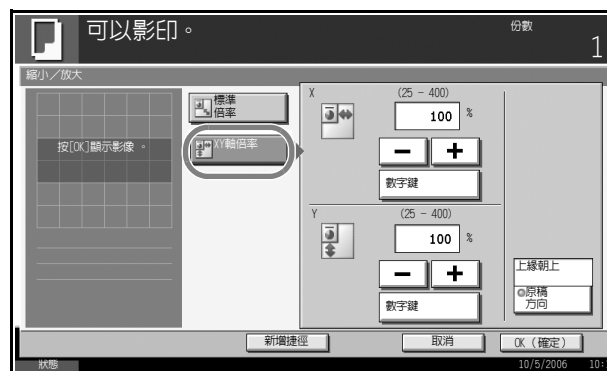 可以影印。
份數
1
縮小／放大
按[OK]顯示影像 。
標準
倍率
XY軸倍率
X
(25 - 400)
100 %
數字鍵
Y
(25 - 400)
100 %
數字鍵
上緣朝上
原稿
方向
新增捷徑
取消
OK (確定)
狀態
10/5/2006
10: